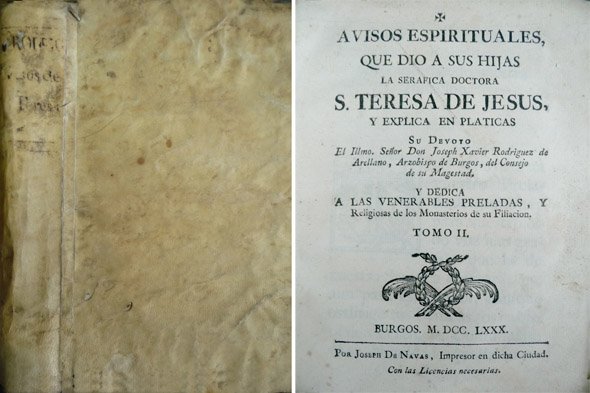 AVISOS ESPIRITUALES,
QUE DIO A SUS HIJAS
LA SERAFICA DOCTORA
S. TERESA DE JESUS,
Y EXPLICA EN PLATICAS
SU DEVOTO
El Illmo. Señor Don Joseph Xavier Rodriguez de
Arellano, Arzobispo de Burgos, del Consejo
de su Magestad,
Y DEDICA
A LAS VENERABLES PRELADAS, Y
Religiosas de los Monasterios de su Filiacion.
TOMO II.
BURGOS. M. DCC. LXXX.
POR JOSEPH DE NAVAS, Impresor en dicha Ciudad.
Con las Licencias necesarias.